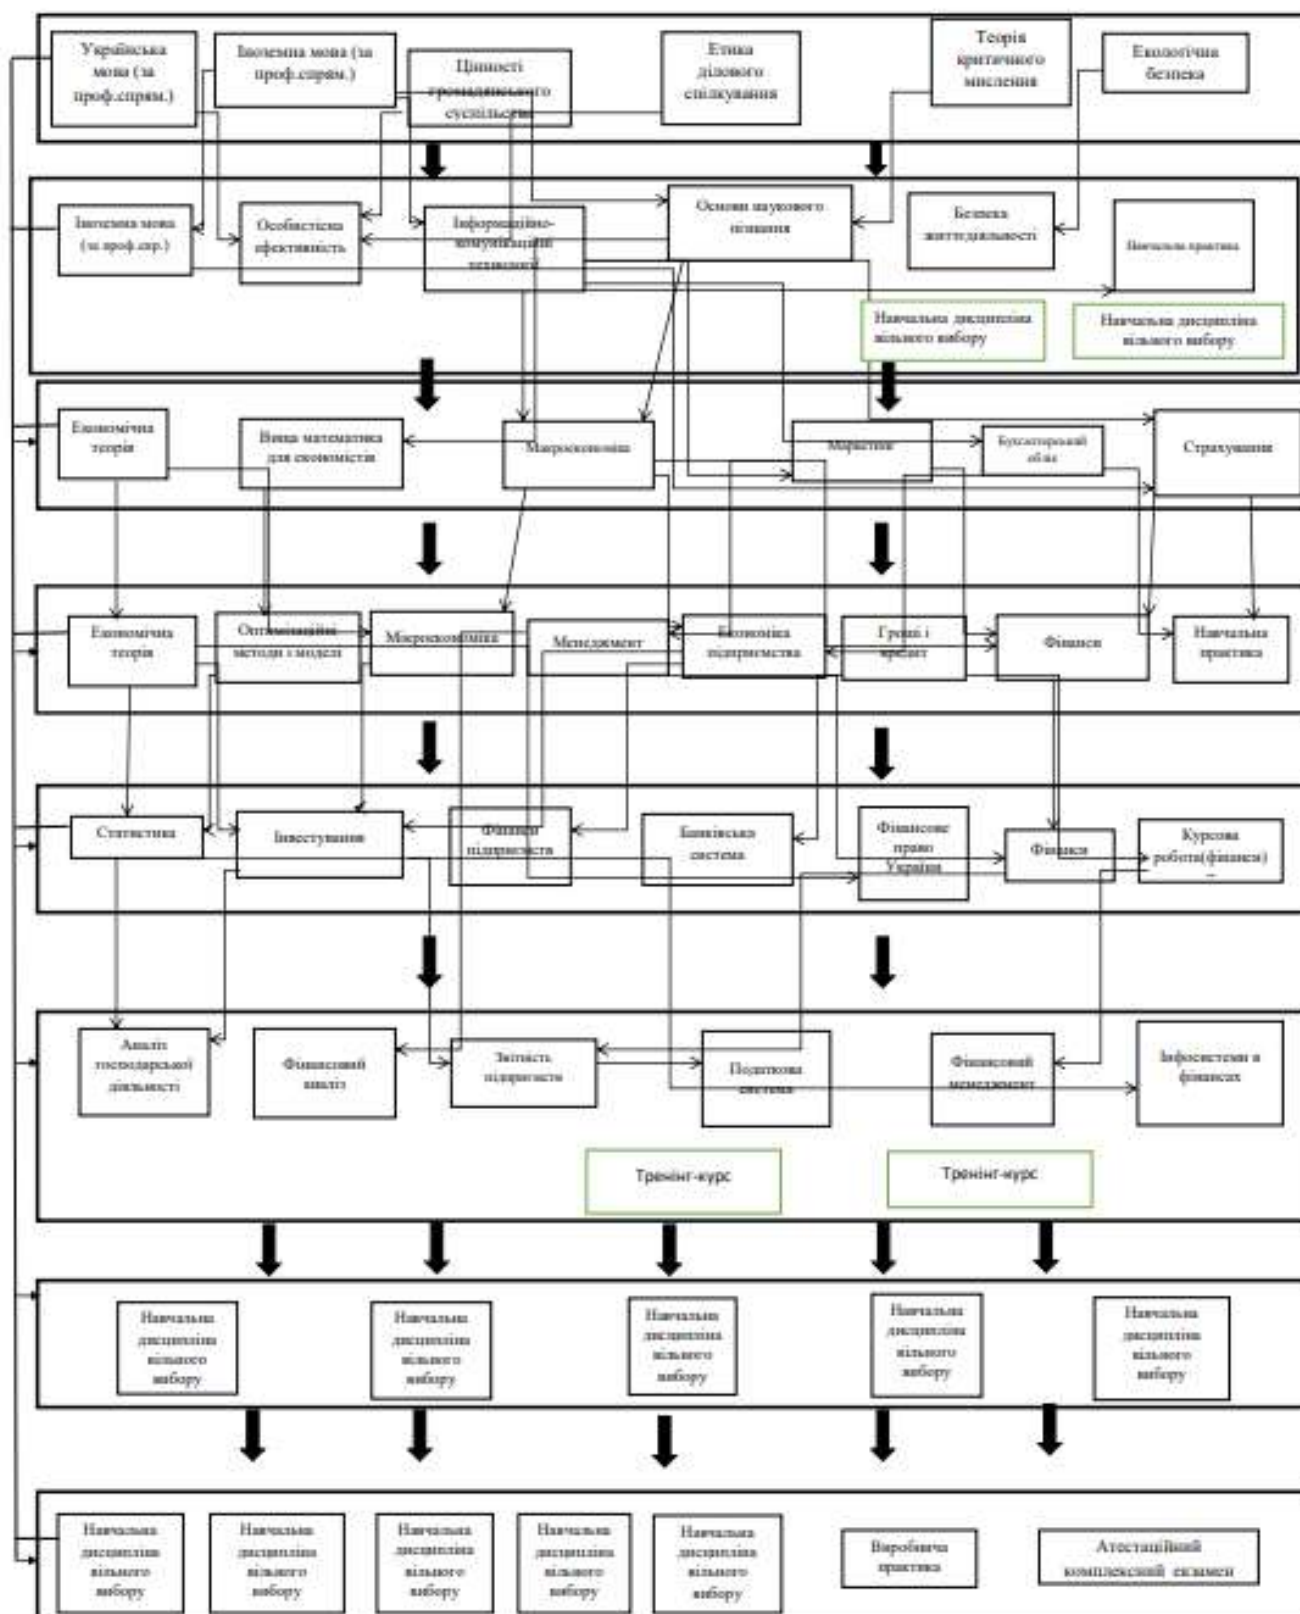 Українська
мова (за
проф.спрям.)
Іноземна мова (за
проф.спрям.)
Цінності
громадянського
суспільства
Етика
ділового
спілкування
Теорія
критичного
мислення
Екологічна
безпека
Іноземна мова
(за проф.спр.)
Особистісна
ефективність
Інформаційно-
комунікаційні
технології
Основи наукового
пізнання
Безпека
життєдіяльності
Навчальна практика
Навчальна дисципліна
вільного вибору
Навчальна дисципліна
вільного вибору
Економічна
теорія
Вища математика
для економістів
Макроекономіка
Маркетинг
Бухгалтерський
облік
Страхування
Економічна
теорія
Оптимізаційні
методи і моделі
Мікроекономіка
Менеджмент
Економіка
підприємства
Гроші і
кредит
Фінанси
Навчальна
практика
Статистика
Інвестування
Фінанси
підприємств
Банківська
система
Фінансове
право
України
Фінанси
Курсова
робота(фінанси)
–
Аналіз
господарської
діяльності
Фінансовий
аналіз
Звітність
підприємств
Податкова
система
Фінансовий
менеджмент
Інфосистеми в
фінансах
Тренінг-курс
Тренінг-курс
Навчальна
дисципліна
вільного
вибору
Навчальна
дисципліна
вільного
вибору
Навчальна
дисципліна
вільного
вибору
Навчальна
дисципліна
вільного
вибору
Навчальна
дисципліна
вільного
вибору
Навчальна
дисципліна
вільного
вибору
Навчальна
дисципліна
вільного
вибору
Навчальна
дисципліна
вільного
вибору
Навчальна
дисципліна
вільного
вибору
Навчальна
дисципліна
вільного
вибору
Виробнича
практика
Атестаційний
комплексний екзамен